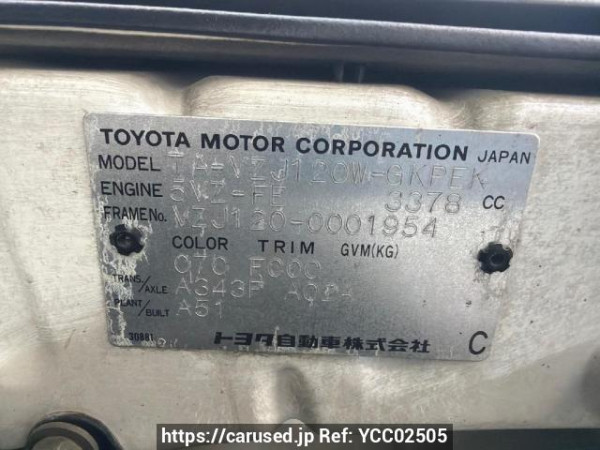 TOYOTA MOTOR CORPORATION JAPAN
MODEL TA-VZJ120W-GKPEK
ENGINE 5VZ-FE 3378 CC
FRAME No. VZJ120-0001954
COLOR TRIM GVM(KG)
070 FC00
TRANS./AXLE A343F A02A
PLANT/BUILT A51
30881 トヨタ自動車株式会社 C
https://carused.jp Ref: YCC02505